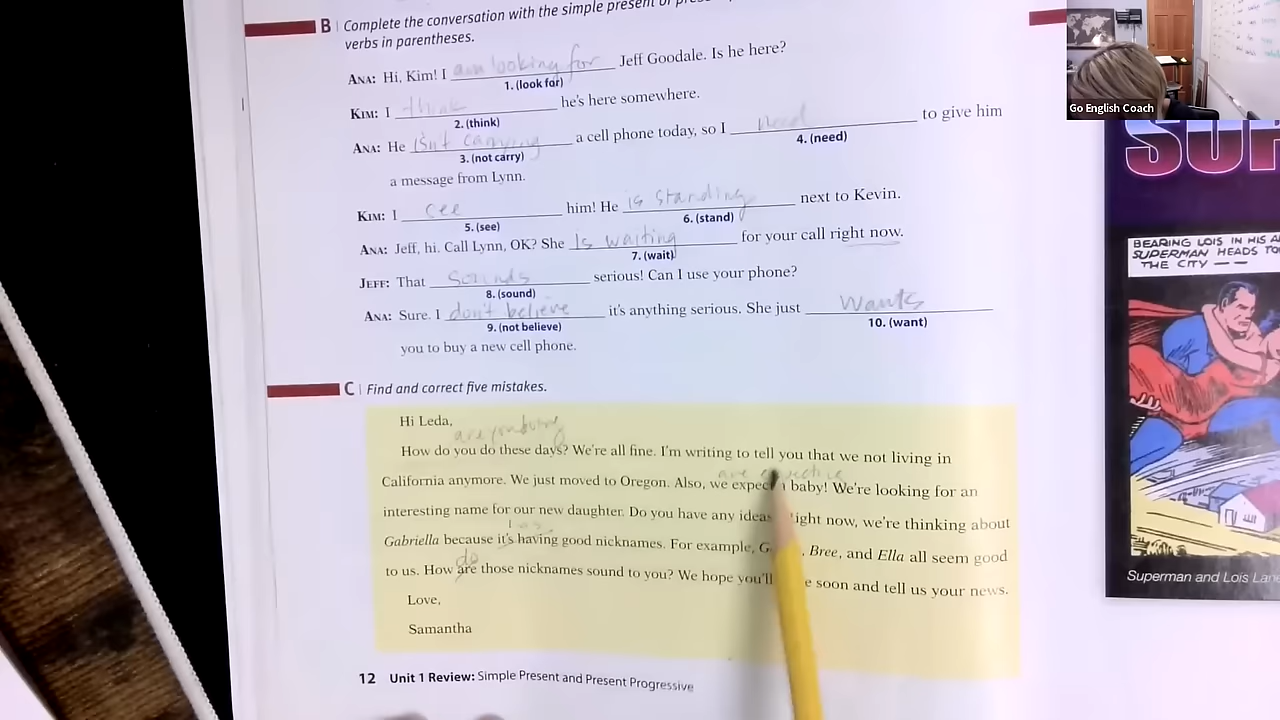 B Complete the conversation with the simple present or
verbs in parentheses.
ANA: Hi, Kim! I am looking for Jeff Goodale. Is he here?
1. (look for)
KIM: I think he's here somewhere.
2. (think)
ANA: He isn't carrying a cell phone today, so I need to give him
3. (not carry) 4. (need)
a message from Lynn.
KIM: I see him! He is standing next to Kevin.
5. (see) 6. (stand)
ANA: Jeff, hi. Call Lynn, OK? She is waiting for your call right now.
7. (wait)
JEFF: That sounds serious! Can I use your phone?
8. (sound)
ANA: Sure. I don't believe it's anything serious. She just wants
9. (not believe) 10. (want)
you to buy a new cell phone.
C Find and correct five mistakes.
Hi Leda,
are you doing
How do you do these days? We're all fine. I'm writing to tell you that we not living in
are
California anymore. We just moved to Oregon. Also, we expect baby! We're looking for an
interesting name for our new daughter. Do you have any ideas right now, we're thinking about
has
Gabriella because it's having good nicknames. For example, Bree, and Ella all seem good
do
to us. How are those nicknames sound to you? We hope you'll soon and tell us your news.
Love,
Samantha
12 Unit 1 Review: Simple Present and Present Progressive
Go English Coach
SUP
BEARING LOIS IN HIS
SUPERMAN HEADS
THE CITY — —
Superman and Lois Lane